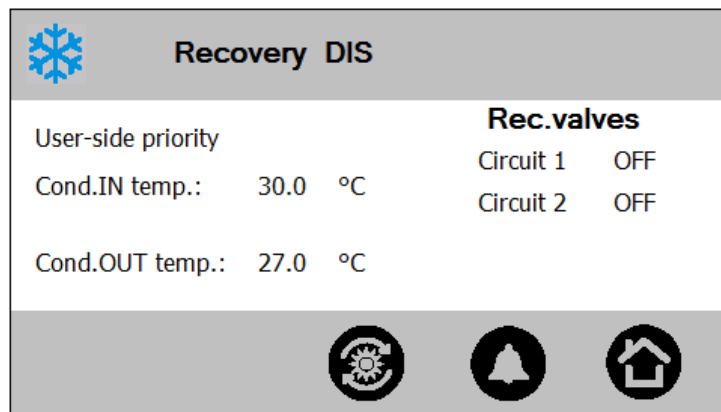 Recovery DIS
User-side priority
Cond.IN temp.: 30.0 °C
Cond.OUT temp.: 27.0 °C
Rec.valves
Circuit 1 OFF
Circuit 2 OFF